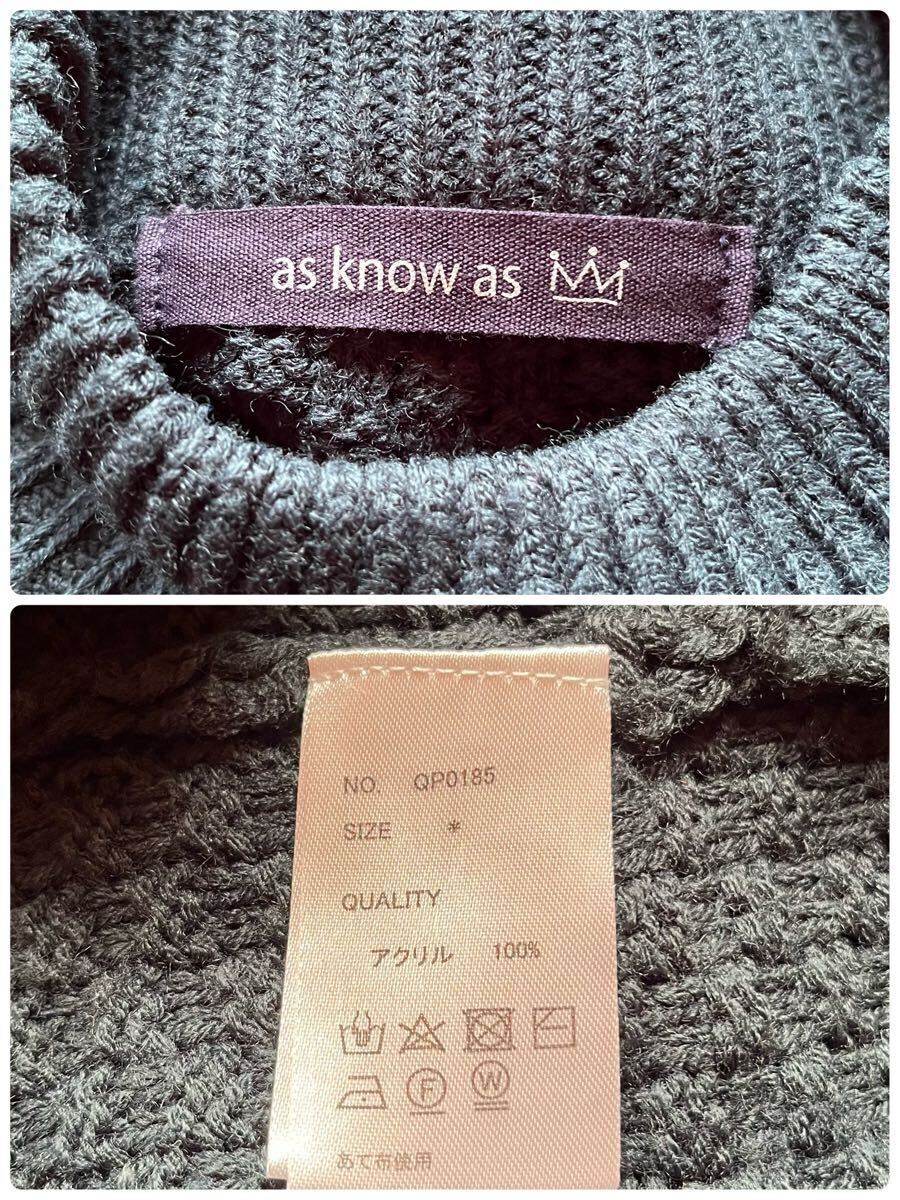 as know as
NO. QP0185
SIZE *
QUALITY
アクリル 100%
F W
あて布使用